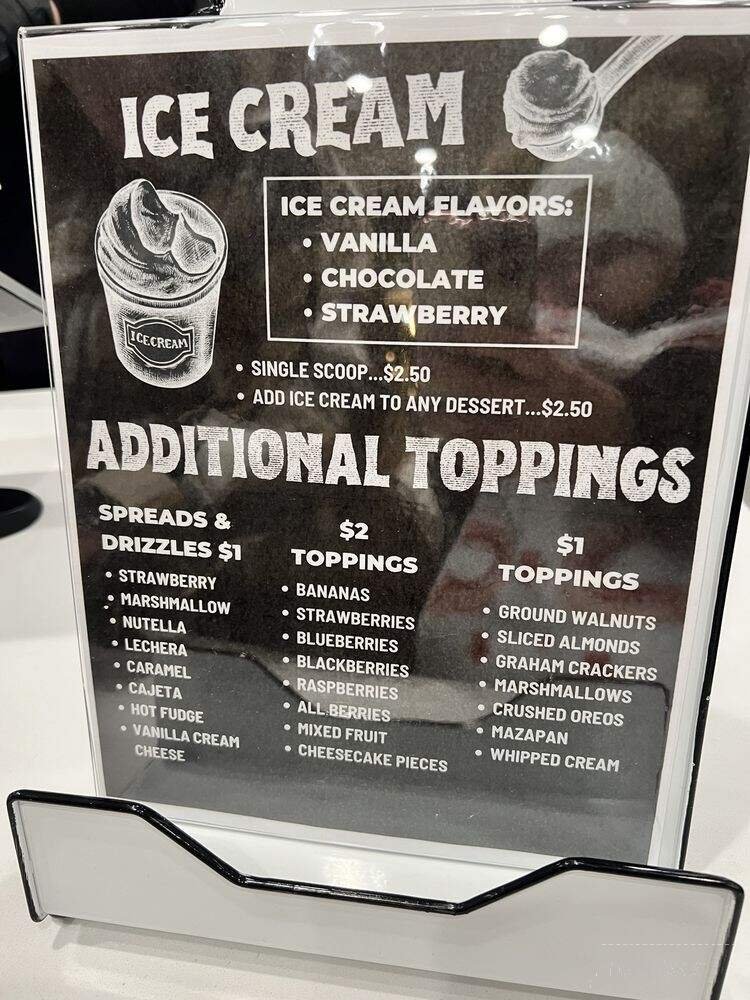 ICE CREAM
ICE CREAM FLAVORS:
• VANILLA
• CHOCOLATE
• STRAWBERRY
ICECREAM
• SINGLE SCOOP...$2.50
• ADD ICE CREAM TO ANY DESSERT...$2.50
ADDITIONAL TOPPINGS
SPREADS &
DRIZZLES $1
• STRAWBERRY
• MARSHMALLOW
• NUTELLA
• LECHERA
• CARAMEL
• CAJETA
• HOT FUDGE
• VANILLA CREAM
CHEESE
$2
TOPPINGS
• BANANAS
• STRAWBERRIES
• BLUEBERRIES
• BLACKBERRIES
• RASPBERRIES
• ALL BERRIES
• MIXED FRUIT
• CHEESECAKE PIECES
$1
TOPPINGS
• GROUND WALNUTS
• SLICED ALMONDS
• GRAHAM CRACKERS
• MARSHMALLOWS
• CRUSHED OREOS
• MAZAPAN
• WHIPPED CREAM